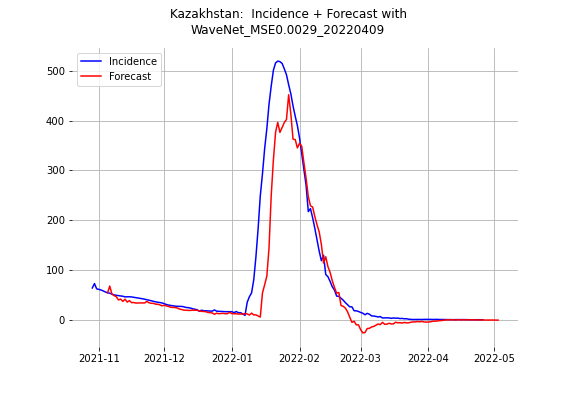 Kazakhstan:  Incidence + Forecast with
WaveNet_MSE0.0029_20220409
Incidence
Forecast
500
400
300
200
100
0
2021-11 2021-12 2022-01 2022-02 2022-03 2022-04 2022-05